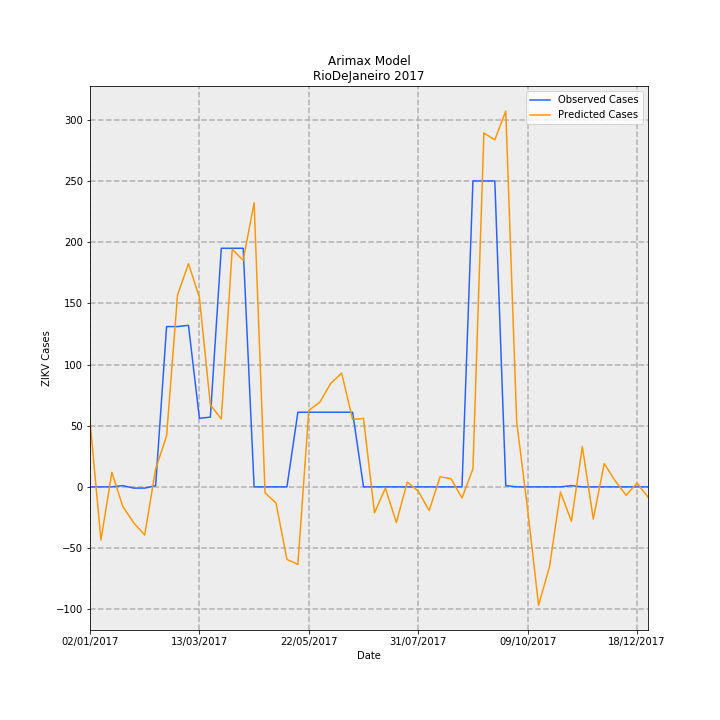 Arimax Model
RioDeJaneiro 2017
Observed Cases
Predicted Cases
300
250
200
150
100
50
0
−50
−100
ZIKV Cases
02/01/2017
13/03/2017
22/05/2017
31/07/2017
09/10/2017
18/12/2017
Date